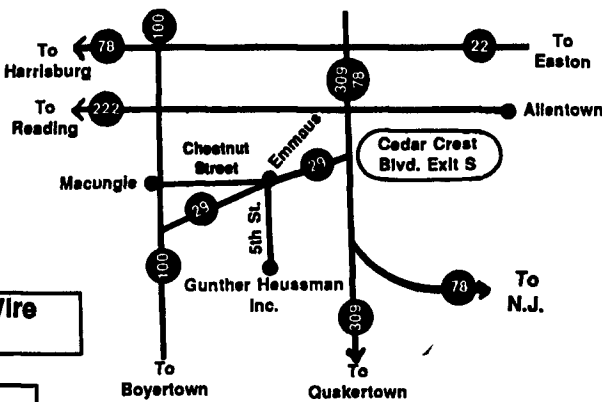 100
78
22
To
Harrisburg
To
Easton
309
78
To
Reading
222
Allentown
Chestnut
Street
Emmaus
29
Cedar Crest
Blvd. Exit S
Macungie
29
5th St.
100
Gunther Heussman
Inc.
78
To
N.J.
309
To
Boyertown
To
Quakertown